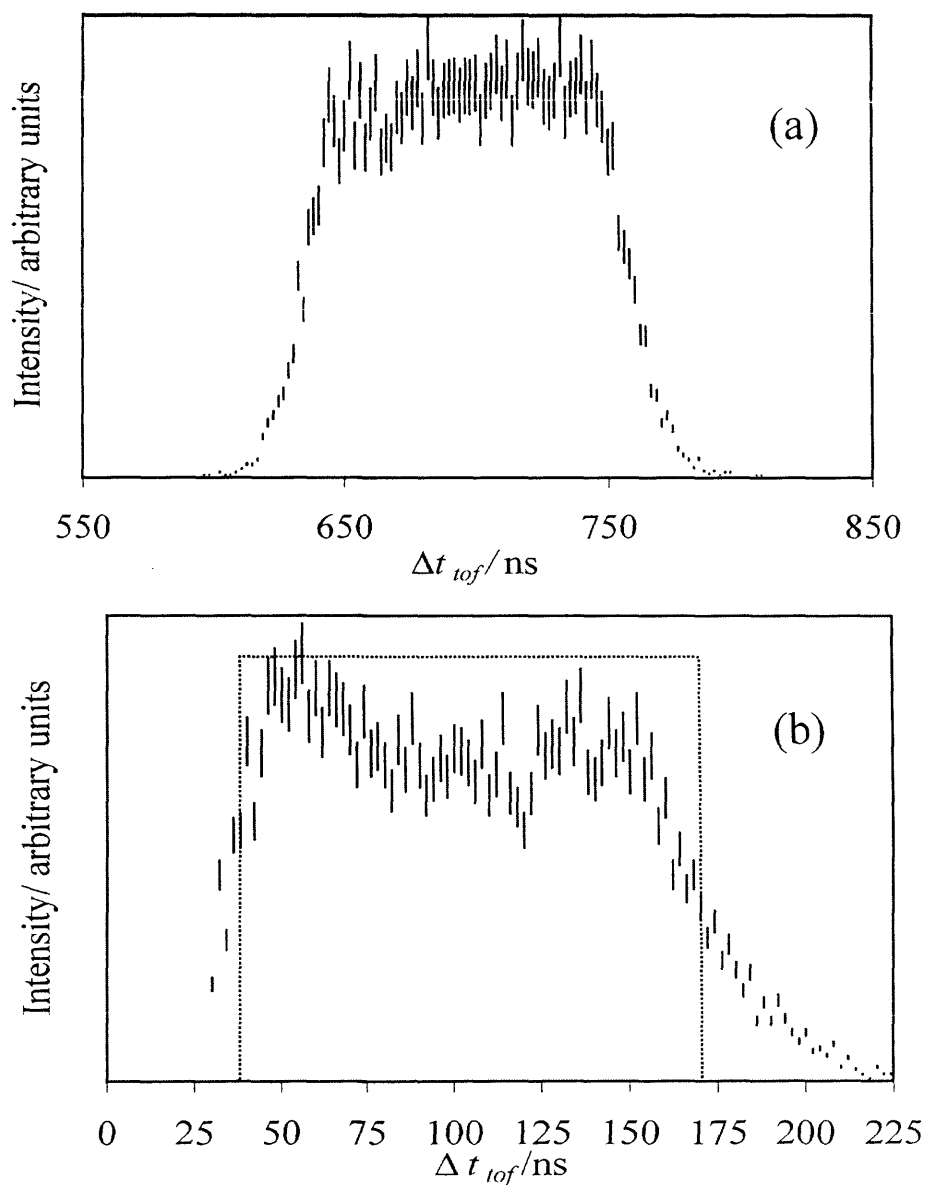 Intensity/ arbitrary units
(a)
550 650 750 850
Δt tof/ ns
Intensity/ arbitrary units
(b)
0 25 50 75 100 125 150 175 200 225
Δ t tof/ns